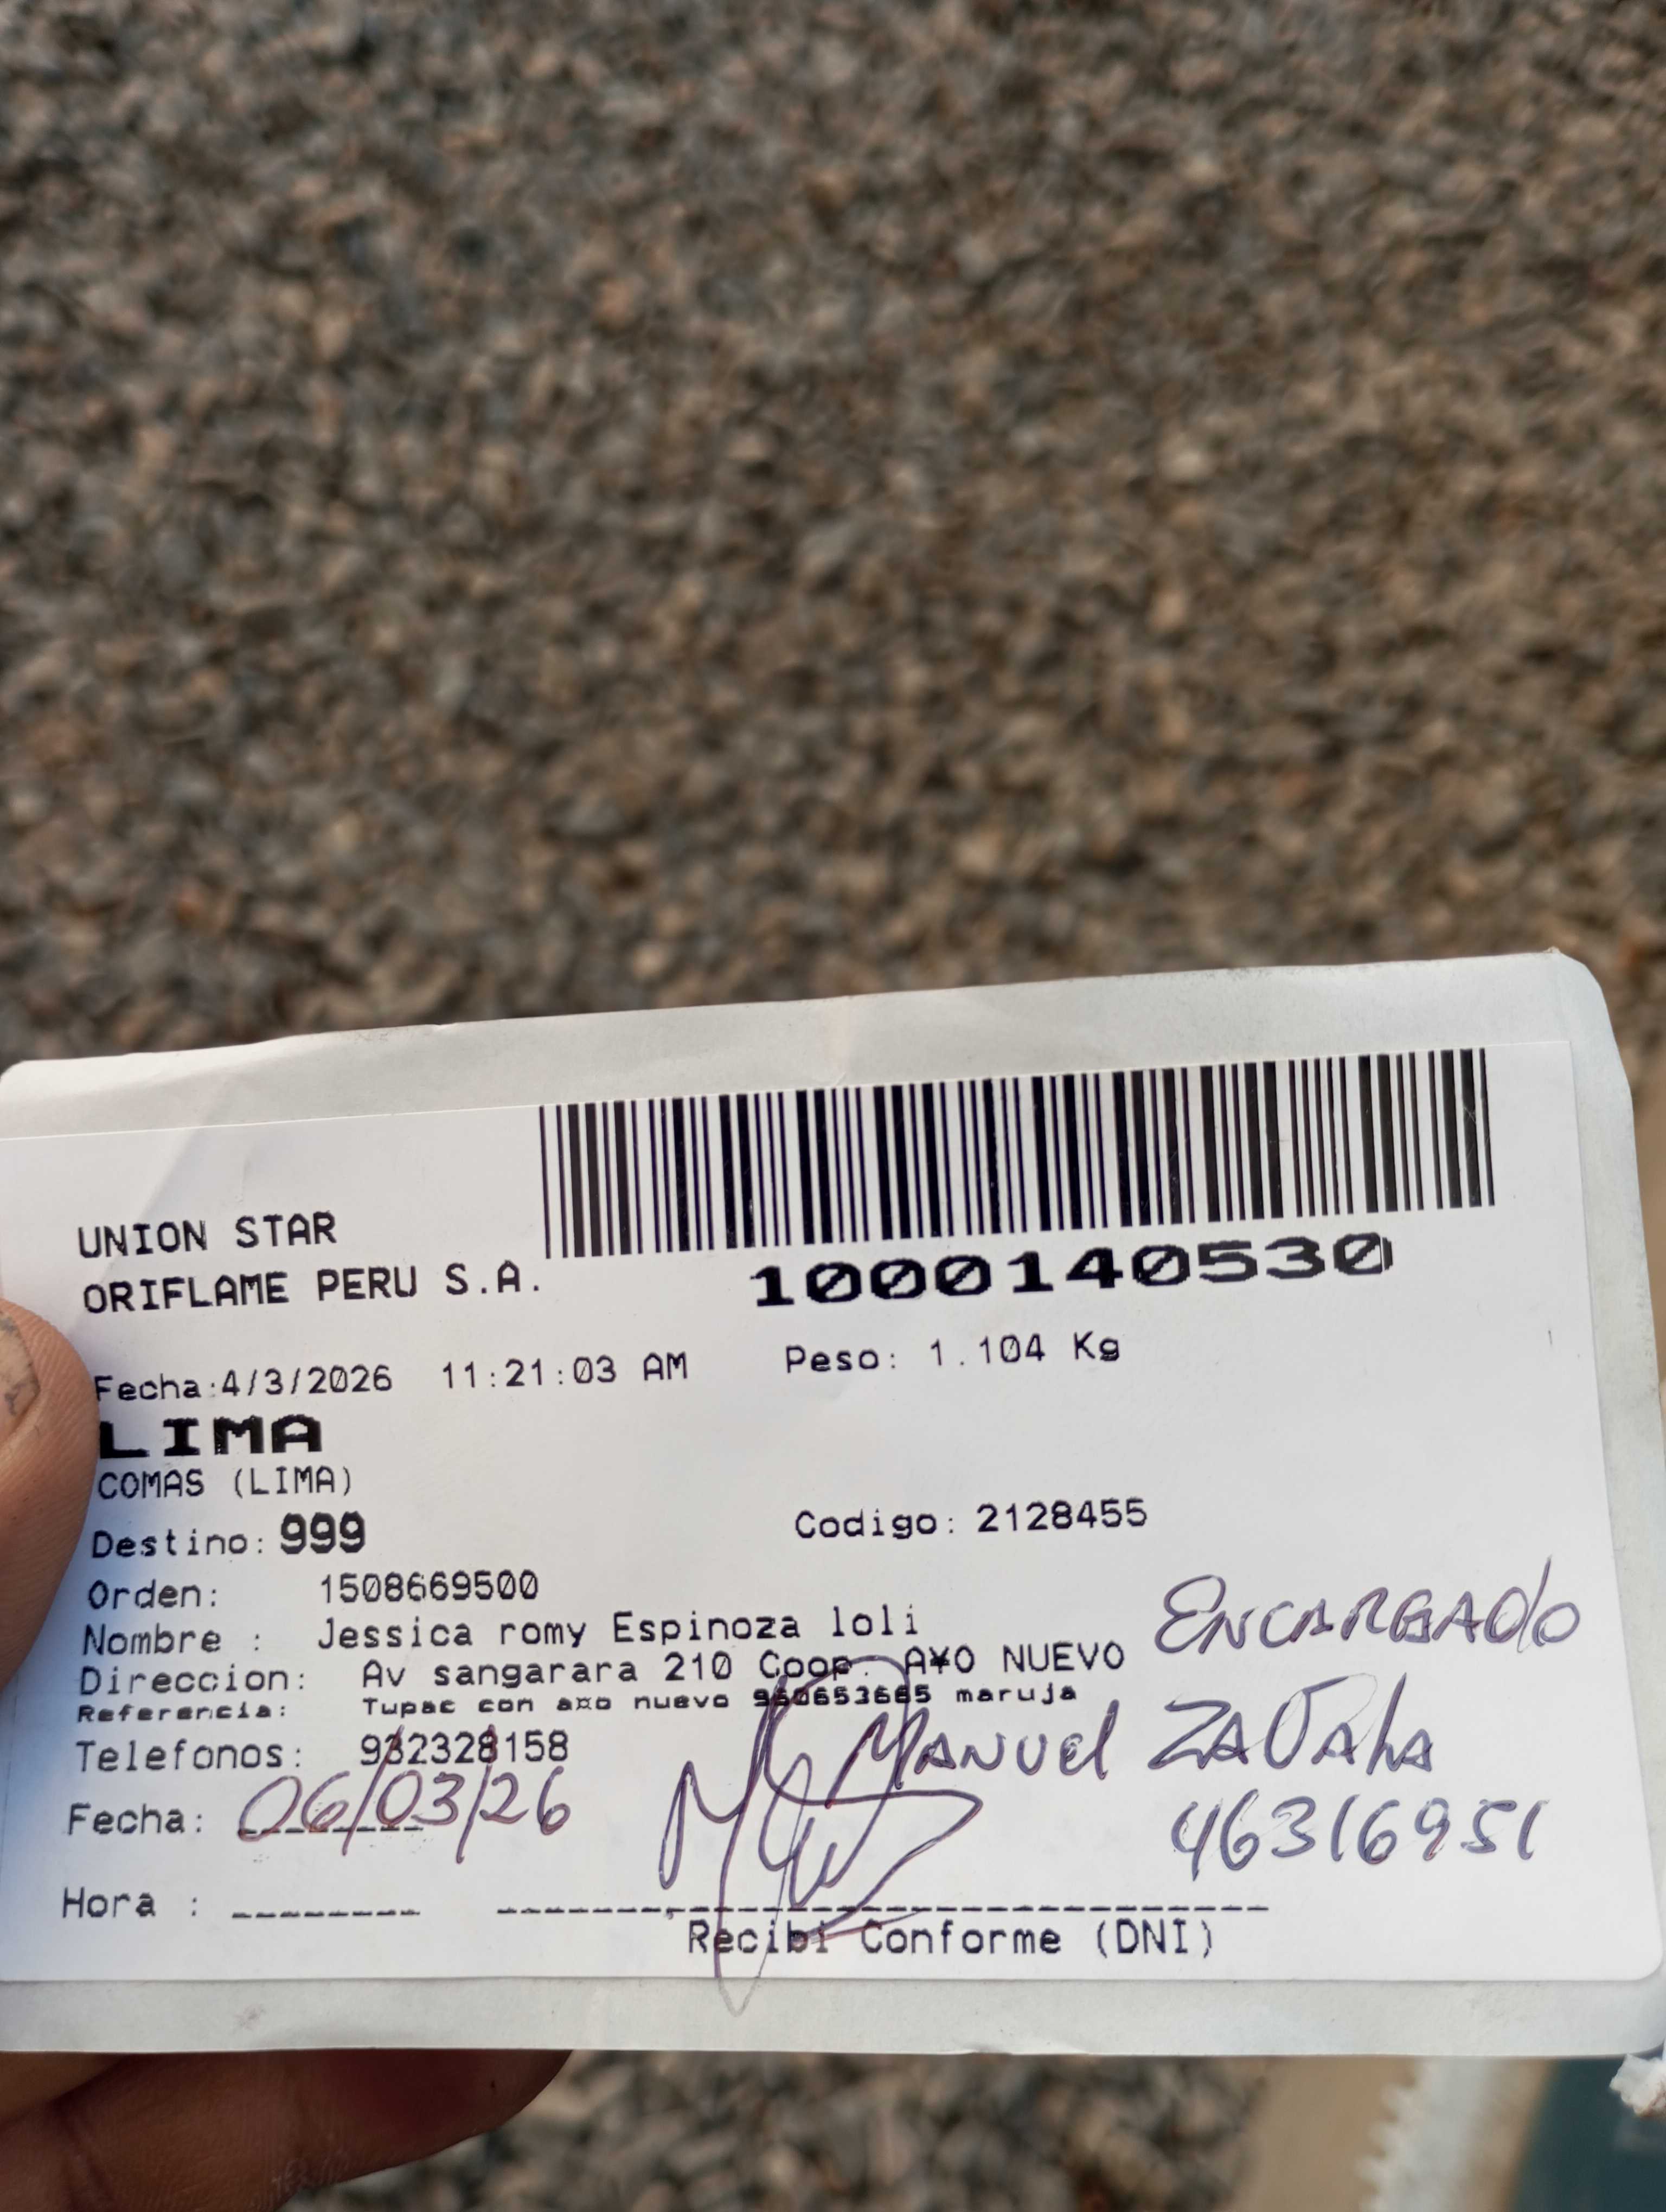 UNION STAR
ORIFLAME PERU S.A.
1000140530
Fecha:4/3/2026 11:21:03 AM Peso: 1.104 Kg
LIMA
COMAS (LIMA)
Destino: 999 Codigo: 2128455
Orden: 1508669500
Nombre : Jessica romy Espinoza loli
ENCARGADO
Direccion: Av sangarara 210 Coop. A¥O NUEVO
Referencia: Tupac con a¤o nuevo maruja
Telefonos: 932328158
MANUEL ZAVALA
Fecha: 06/03/26
46316951
Hora :
Recibi Conforme (DNI)